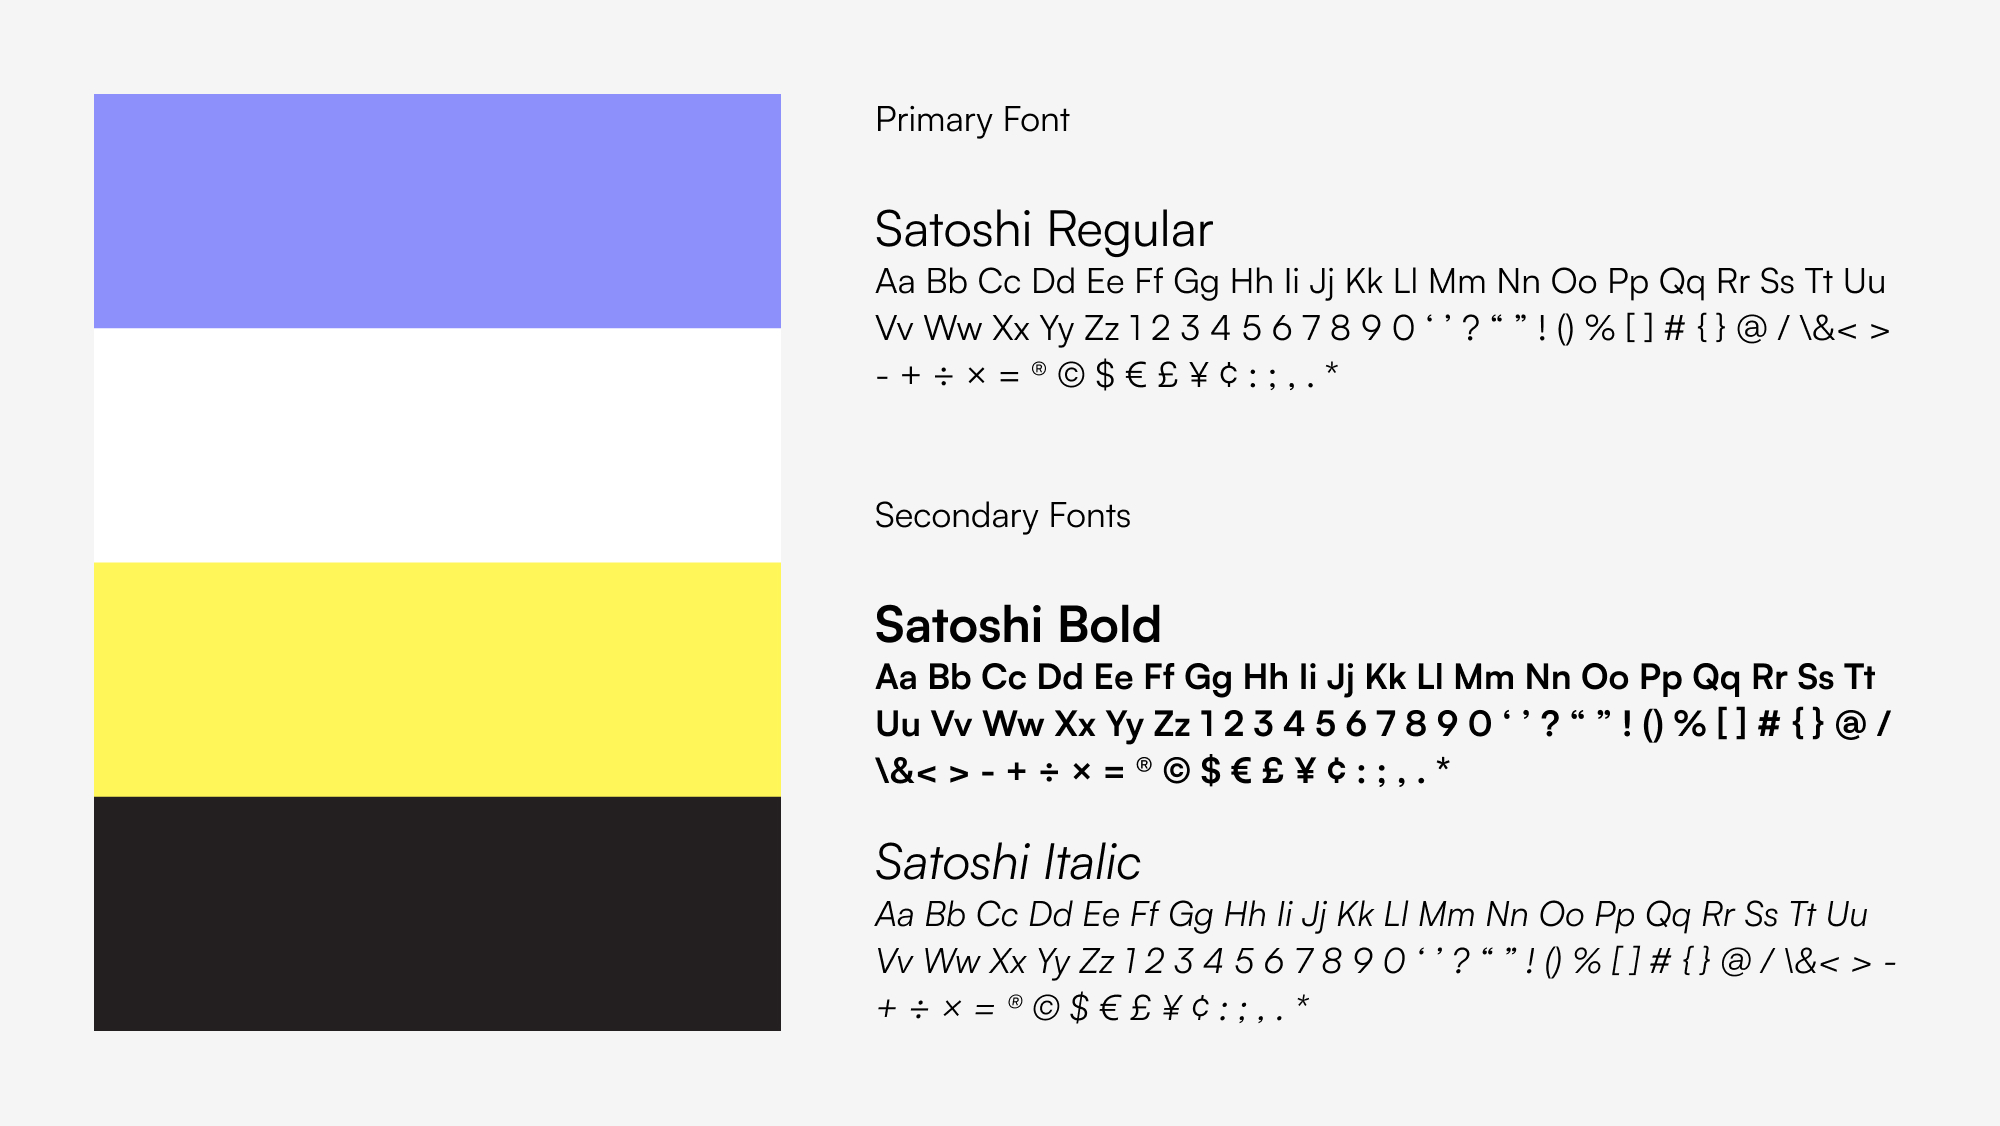 Primary Font
Satoshi Regular
Aa Bb Cc Dd Ee Ff Gg Hh Ii Jj Kk Ll Mm Nn Oo Pp Qq Rr Ss Tt Uu
Vv Ww Xx Yy Zz 1 2 3 4 5 6 7 8 9 0 ‘ ’ ? “ ” ! () % [ ] # { } @ / \&< >
- + ÷ × = ® © $ € £ ¥ ¢ : ; , . *
Secondary Fonts
Satoshi Bold
Aa Bb Cc Dd Ee Ff Gg Hh Ii Jj Kk Ll Mm Nn Oo Pp Qq Rr Ss Tt
Uu Vv Ww Xx Yy Zz 1 2 3 4 5 6 7 8 9 0 ‘ ’ ? “ ” ! () % [ ] # { } @ /
\&< > - + ÷ × = ® © $ € £ ¥ ¢ : ; , . *
Satoshi Italic
Aa Bb Cc Dd Ee Ff Gg Hh Ii Jj Kk Ll Mm Nn Oo Pp Qq Rr Ss Tt Uu
Vv Ww Xx Yy Zz 1 2 3 4 5 6 7 8 9 0 ‘ ’ ? “ ” ! () % [ ] # { } @ / \&< > -
+ ÷ × = ® © $ € £ ¥ ¢ : ; , . *